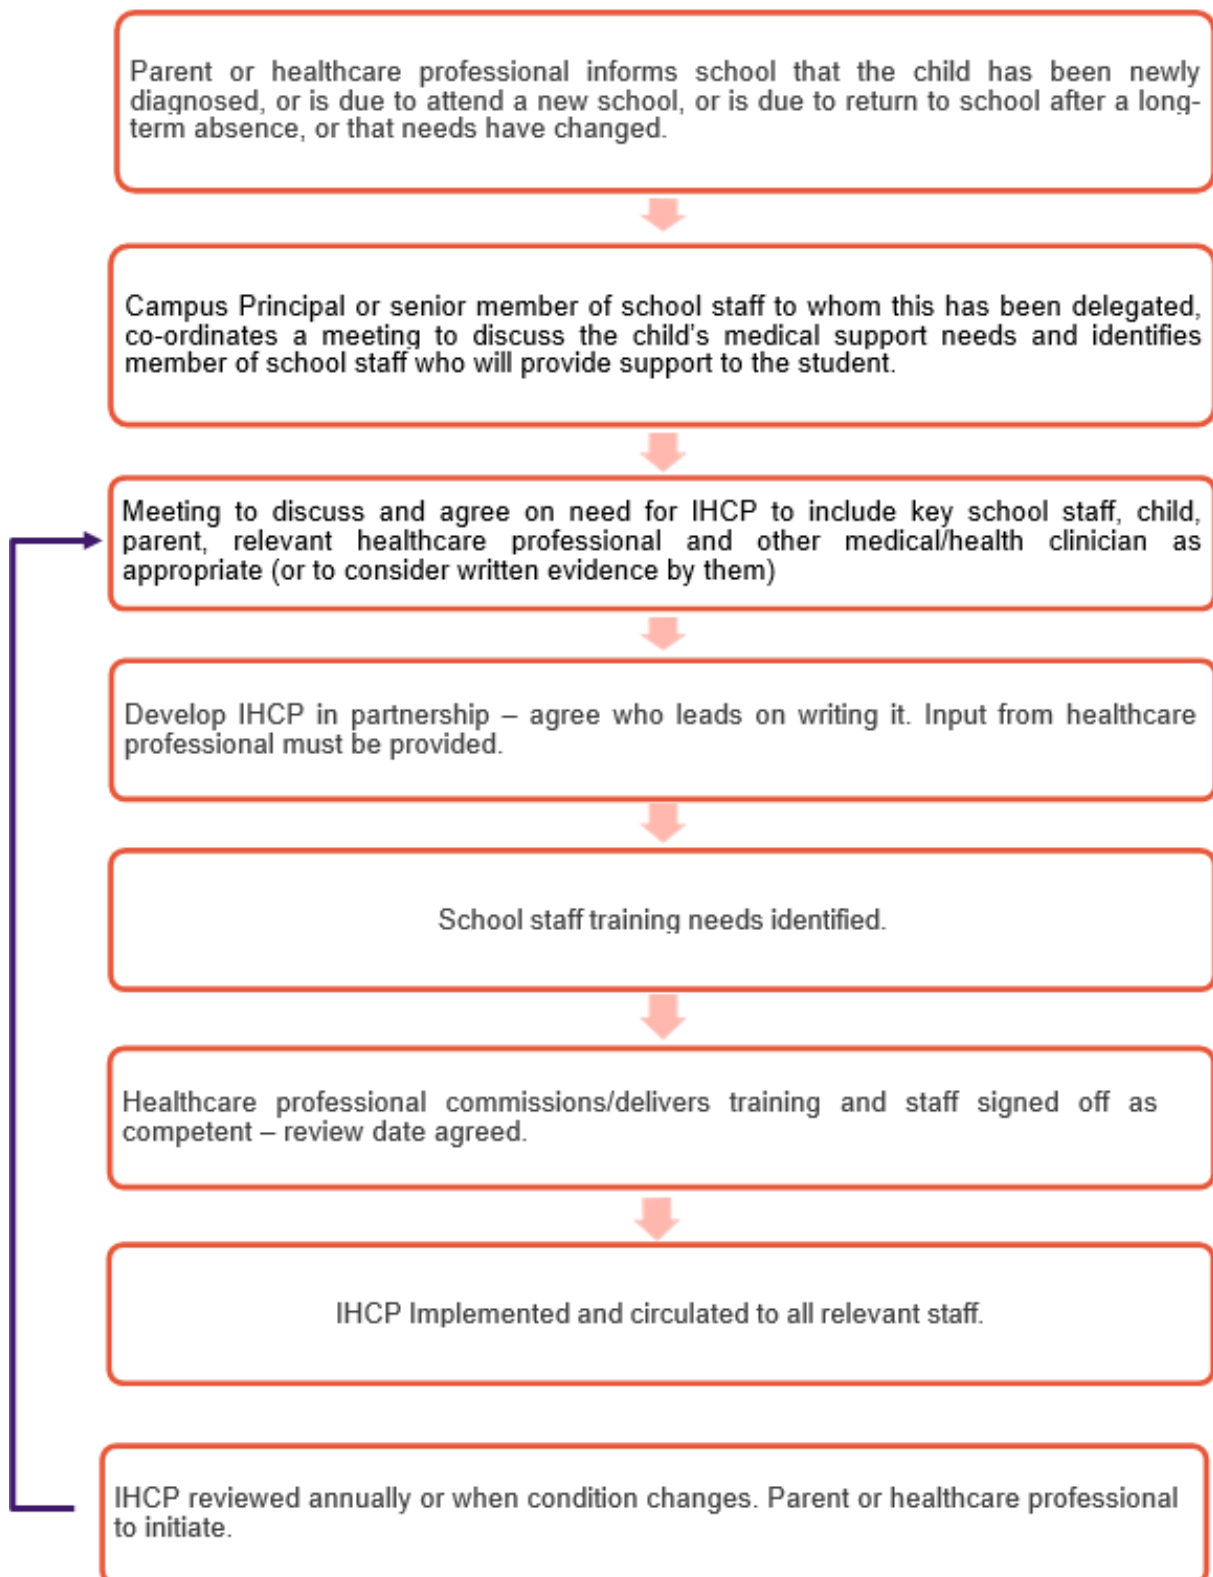 Parent or healthcare professional informs school that the child has been newly
diagnosed, or is due to attend a new school, or is due to return to school after a long-
term absence, or that needs have changed.
Campus Principal or senior member of school staff to whom this has been delegated,
co-ordinates a meeting to discuss the child's medical support needs and identifies
member of school staff who will provide support to the student.
Meeting to discuss and agree on need for IHCP to include key school staff, child,
parent, relevant healthcare professional and other medical/health clinician as
appropriate (or to consider written evidence by them)
Develop IHCP in partnership – agree who leads on writing it. Input from healthcare
professional must be provided.
School staff training needs identified.
Healthcare professional commissions/delivers training and staff signed off as
competent – review date agreed.
IHCP Implemented and circulated to all relevant staff.
IHCP reviewed annually or when condition changes. Parent or healthcare professional
to initiate.